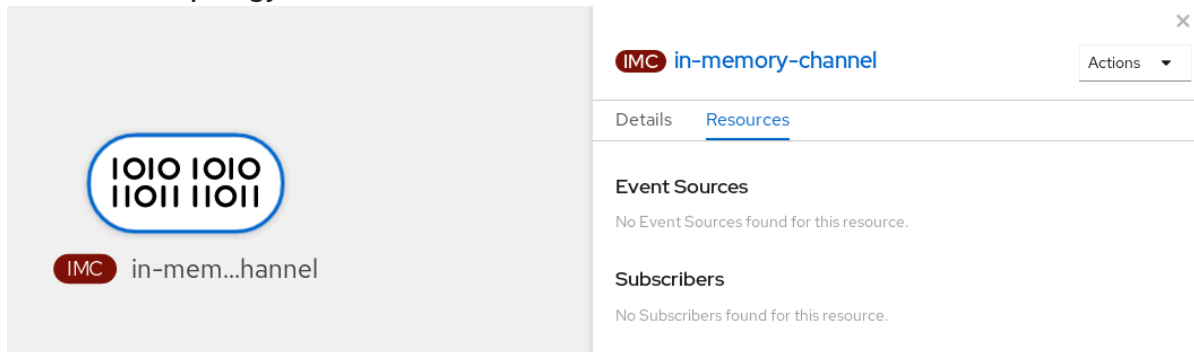 IMC in-memory-channel
Actions
Details Resources
1010 1010
11011 11011
IMC in-mem...hannel
Event Sources
No Event Sources found for this resource.
Subscribers
No Subscribers found for this resource.